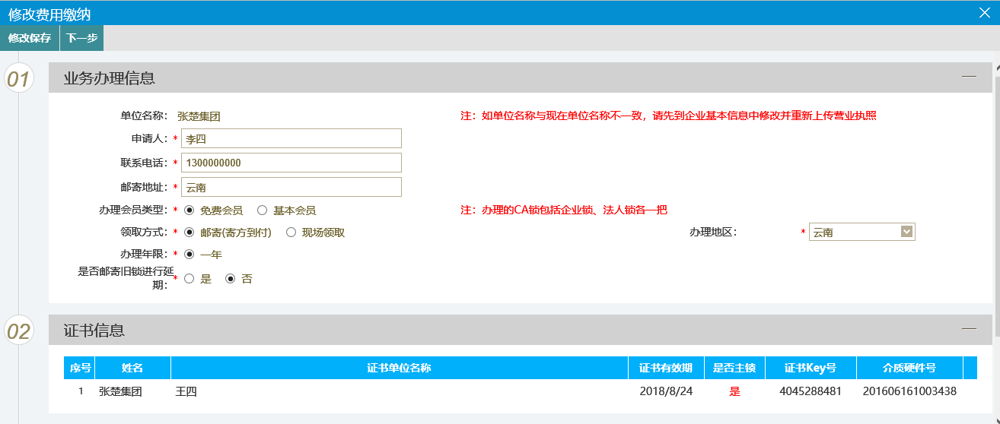 修改费用缴纳
修改保存 下一步
01 业务办理信息
单位名称： 张楚集团 注：如单位名称与现在单位名称不一致，请先到企业基本信息中修改并重新上传营业执照
申请人：* 李四
联系电话：* 1300000000
邮寄地址：* 云南
办理会员类型：* 免费会员 基本会员 注：办理的CA锁包括企业锁、法人锁各一把
领取方式：* 邮寄(寄方到付) 现场领取 办理地区： * 云南
办理年限：* 一年
是否邮寄旧锁进行延
期：* 是 否
02 证书信息
序号 姓名 证书单位名称 证书有效期 是否主锁 证书Key号 介质硬件号
1 张楚集团 王四 2018/8/24 是 4045288481 201606161003438